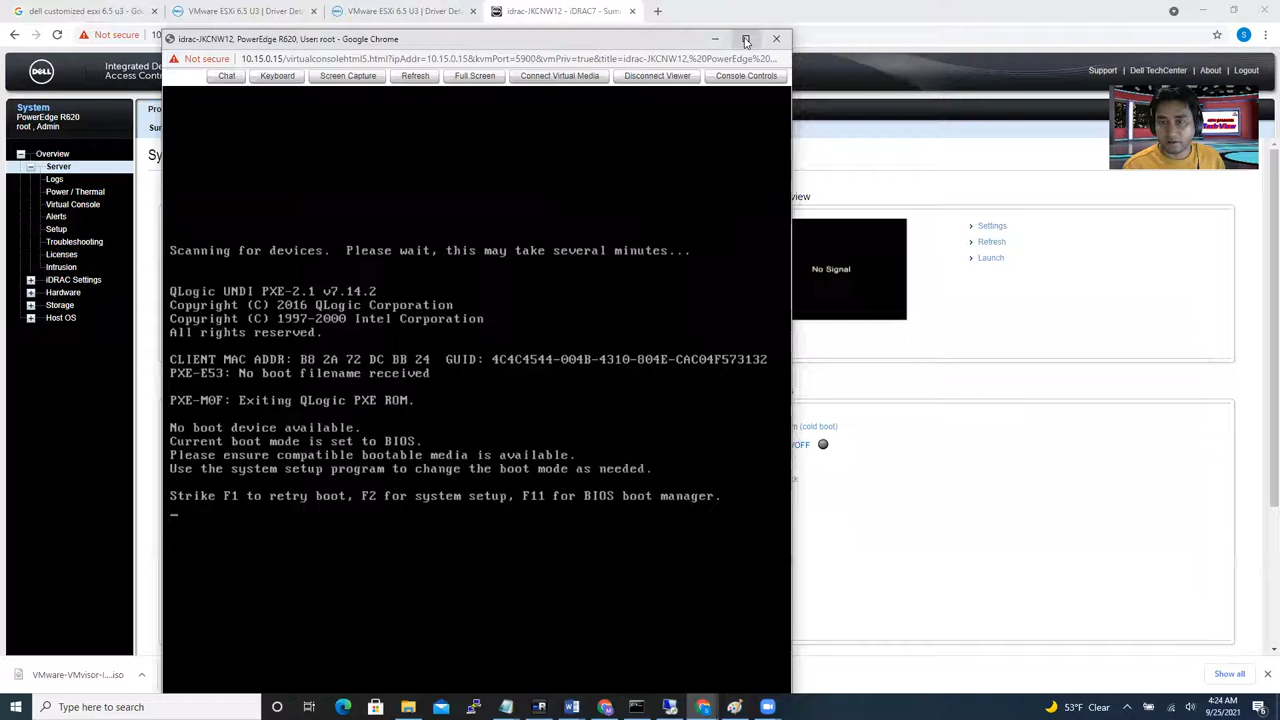 dell customized esxi 6.5 u3 - Go
VMware ESXi 6.5 U3 | Driver Det
VMware ESXi 6.5 U3 | Driver Det
idrac-JKCNW12 - iDRAC7 - Sum
Not secure
idrac-JKCNW12, PowerEdge R620, User: root - Google Chrome
Not secure
10.15.0.15/virtualconsolehtml5.html?ipAddr=10.15.0.15&kvmPort=5900&vmPriv=true&title=idrac-JKCNW12,%20PowerEdge%20...
Chat
Keyboard
Screen Capture
Refresh
Full Screen
Connect Virtual Media
Disconnect Viewer
Console Controls
DELL
Integrated De
Access Contr
Support | Dell TechCenter | About | Logout
System
PowerEdge R620
root , Admin
Pro
Sur
Sy
Overview
Server
Logs
Power / Thermal
Virtual Console
Alerts
Setup
Troubleshooting
Licenses
Intrusion
iDRAC Settings
Hardware
Storage
Host OS
Scanning for devices.  Please wait, this may take several minutes...
QLogic UNDI PXE-2.1 v7.14.2
Copyright (C) 2016 QLogic Corporation
Copyright (C) 1997-2000 Intel Corporation
All rights reserved.
CLIENT MAC ADDR: B8 2A 72 DC BB 24  GUID: 4C4C4544-004B-4310-804E-CAC04F573132
PXE-E53: No boot filename received
PXE-M0F: Exiting QLogic PXE ROM.
No boot device available.
Current boot mode is set to BIOS.
Please ensure compatible bootable media is available.
Use the system setup program to change the boot mode as needed.
Strike F1 to retry boot, F2 for system setup, F11 for BIOS boot manager.
Tech View
view
No Signal
Settings
Refresh
Launch
m (cold boot)
/OFF
ck
VMware-VMvisor-I....iso
Show all
Type here to search
53°F Clear
4:24 AM
9/25/2021